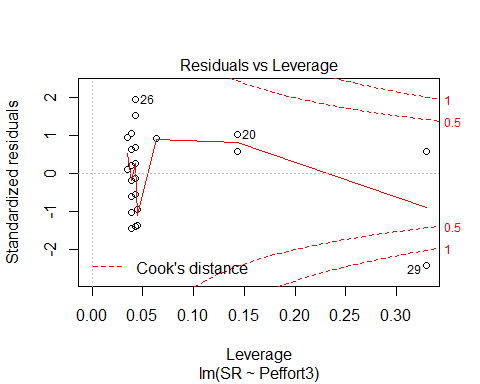 Residuals vs Leverage
Standardized residuals
2
1
0
-1
-2
26
20
29
1
0.5
0.5
1
Cook's distance
0.00 0.05 0.10 0.15 0.20 0.25 0.30
Leverage
lm(SR ~ Peffort3)